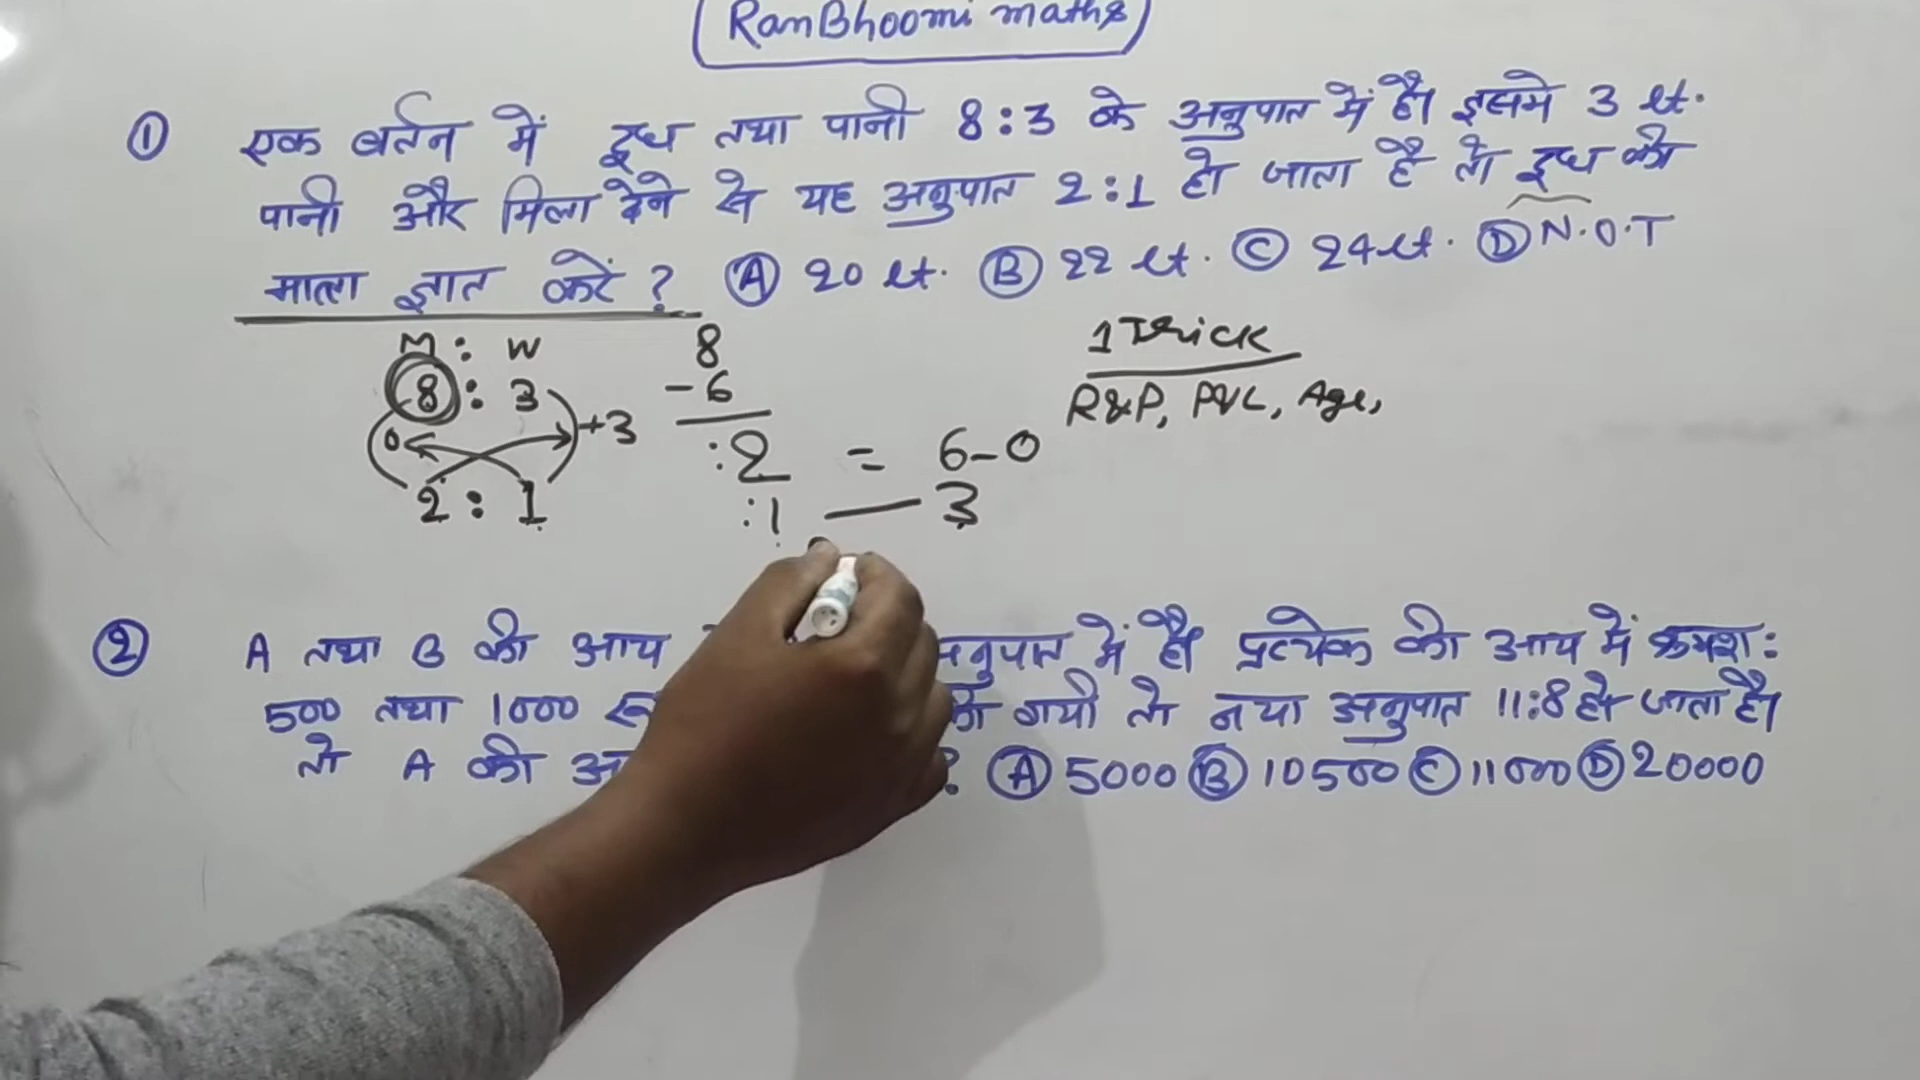 RanBhoomi maths
① एक बर्तन में दुध तथा पानी 8:3 के अनुपात में है। इसमे 3 lt.
पानी और मिला देने से यह अनुपात 2:1 हो जाता है तो दुध की
मात्रा ज्ञात करें? Ⓐ 20 lt. Ⓑ 22 lt. Ⓒ 24 lt. Ⓓ N.O.T
M : W
8 : 3
0 +3
2 : 1
8
- 6
:2 = 6-0
:1 — 3
1 Trick
R&P, P&L, Age,
② A तथा B की आय में है। प्रत्येक की आय में क्रमश:
500 तथा 1000 की गयी तो नया अनुपात 11:8 हो जाता है।
तो A की ? Ⓐ 5000 Ⓑ 10500 Ⓒ 11000 Ⓓ 20000